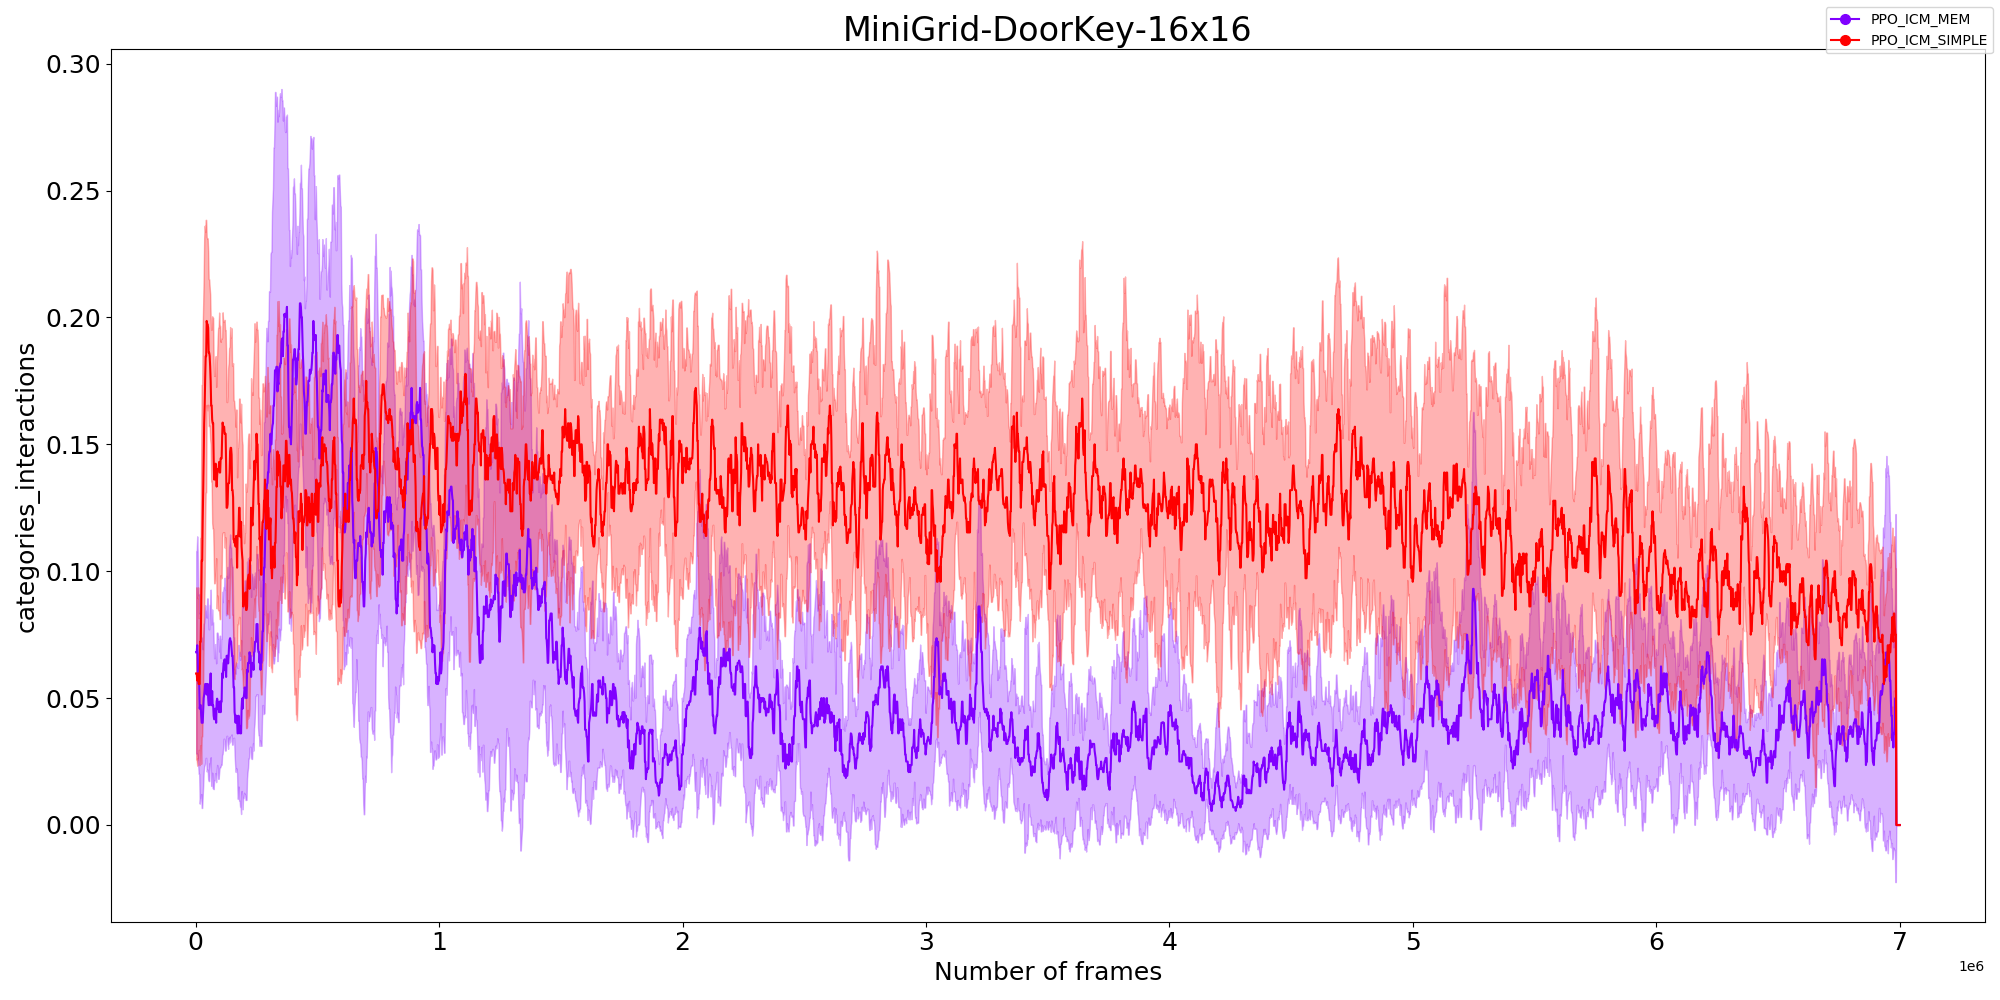 MiniGrid-DoorKey-16x16
PPO_ICM_MEM
PPO_ICM_SIMPLE
categories_interactions
0.30
0.25
0.20
0.15
0.10
0.05
0.00
0 1 2 3 4 5 6 7
Number of frames
1e6